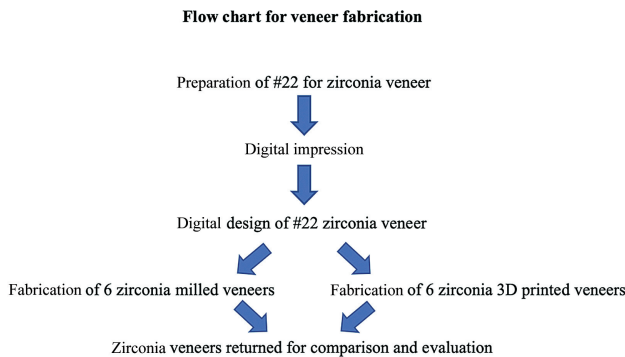 Flow chart for veneer fabrication
Preparation of #22 for zirconia veneer
Digital impression
Digital design of #22 zirconia veneer
Fabrication of 6 zirconia milled veneers
Fabrication of 6 zirconia 3D printed veneers
Zirconia veneers returned for comparison and evaluation